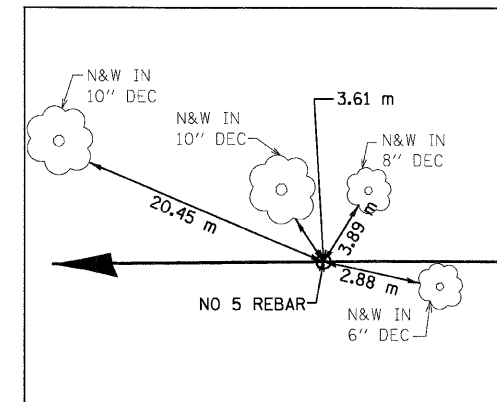 N&W IN
10" DEC
N&W IN
10" DEC
3.61 m
N&W IN
8" DEC
20.45 m
3.89 m
2.88 m
NO 5 REBAR
N&W IN
6" DEC